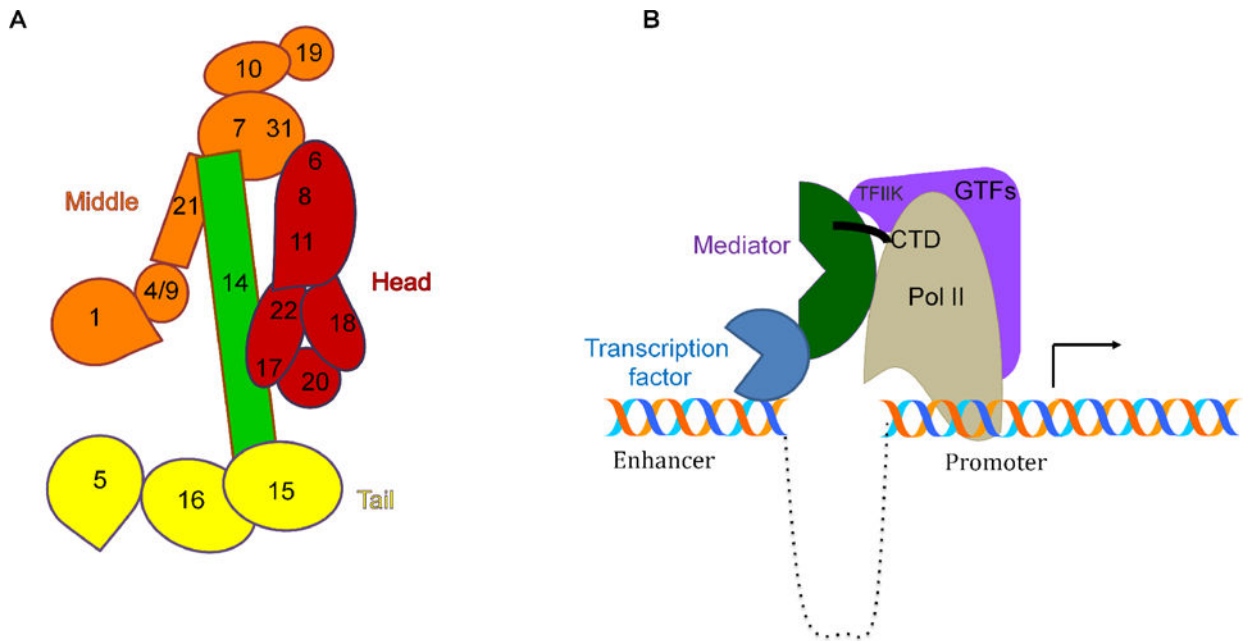 A
19
10
7 31
6
Middle
21
8
11
14
4/9
1
22
18
Head
17
20
5
16
15
Tail
B
TFIIK
GTFs
Mediator
CTD
Pol II
Transcription
factor
Enhancer
Promoter